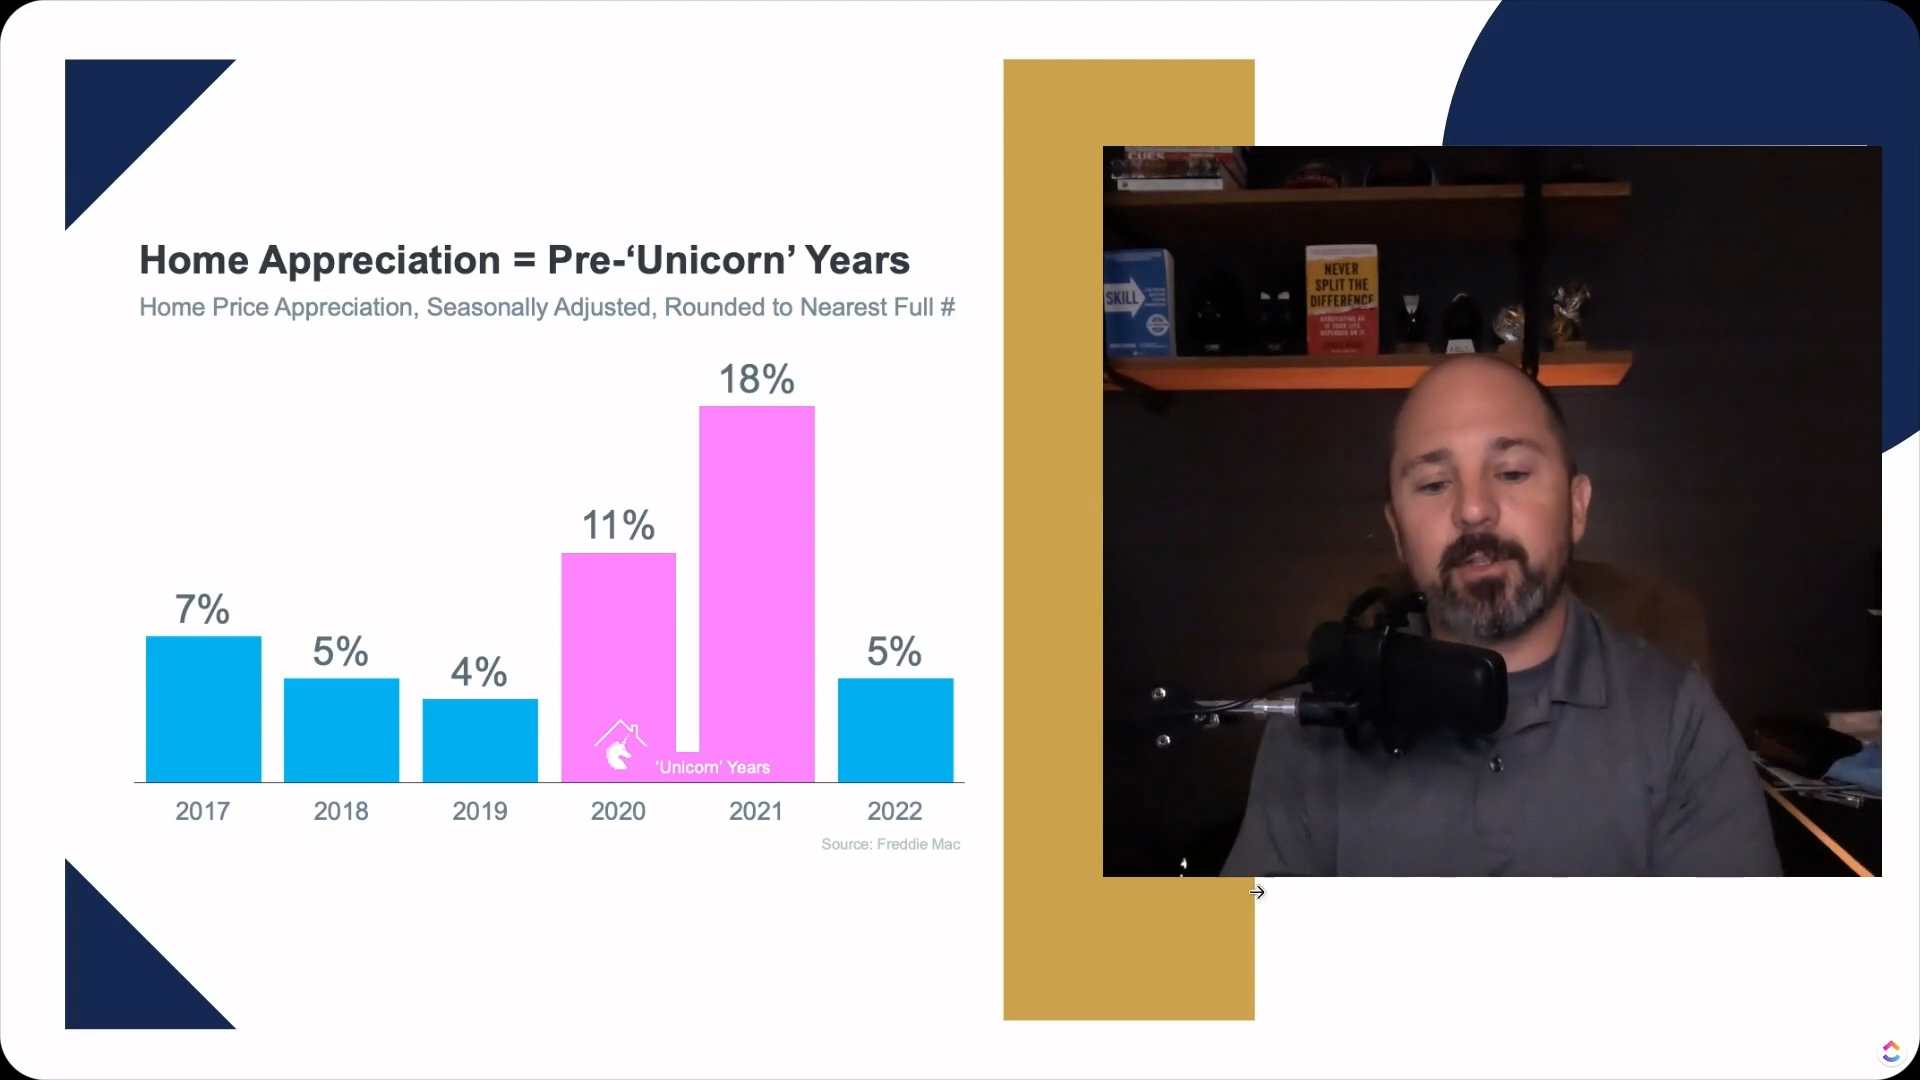 Home Appreciation = Pre-‘Unicorn’ Years
Home Price Appreciation, Seasonally Adjusted, Rounded to Nearest Full #
18%
11%
7%
5%
4%
5%
‘Unicorn’ Years
2017
2018
2019
2020
2021
2022
Source: Freddie Mac
SKILL
NEVER
SPLIT THE
DIFFERENCE